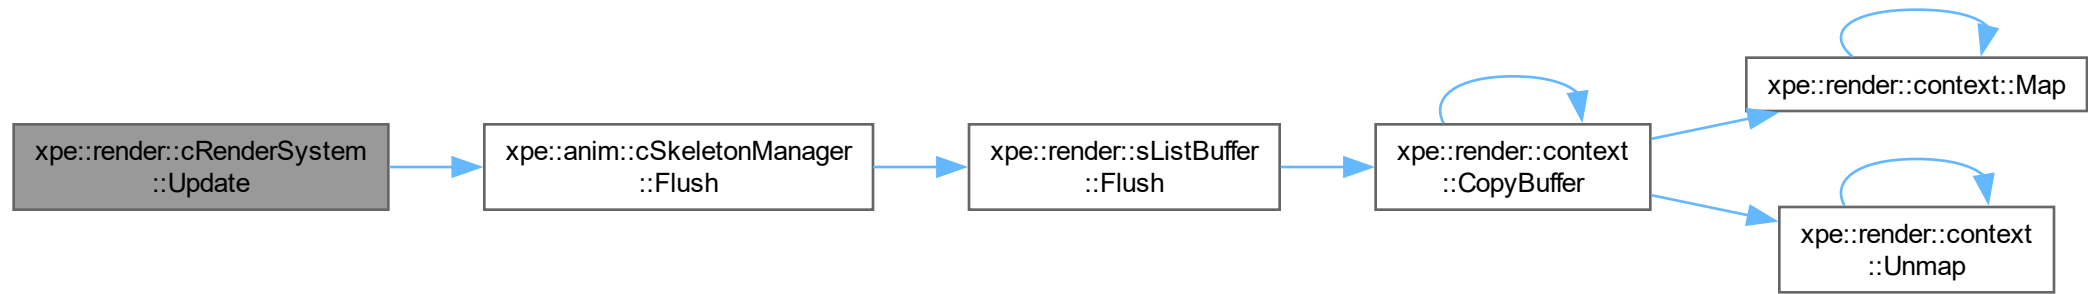 xpe::render::cRenderSystem
::Update
xpe::anim::cSkeletonManager
::Flush
xpe::render::sListBuffer
::Flush
xpe::render::context
::CopyBuffer
xpe::render::context::Map
xpe::render::context
::Unmap